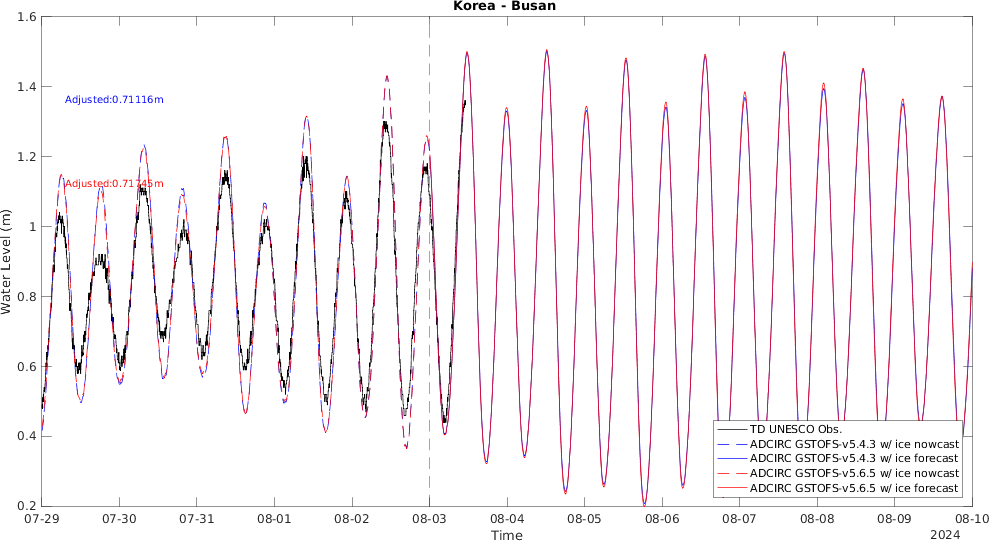 Korea - Busan
1.6
1.4
1.2
1
0.8
0.6
0.4
0.2
Water Level (m)
Adjusted:0.71116m
Adjusted:0.71745m
TD UNESCO Obs.
ADCIRC GSTOFS-v5.4.3 w/ ice nowcast
ADCIRC GSTOFS-v5.4.3 w/ ice forecast
ADCIRC GSTOFS-v5.6.5 w/ ice nowcast
ADCIRC GSTOFS-v5.6.5 w/ ice forecast
07-29 07-30 07-31 08-01 08-02 08-03 08-04 08-05 08-06 08-07 08-08 08-09 08-10
Time
2024